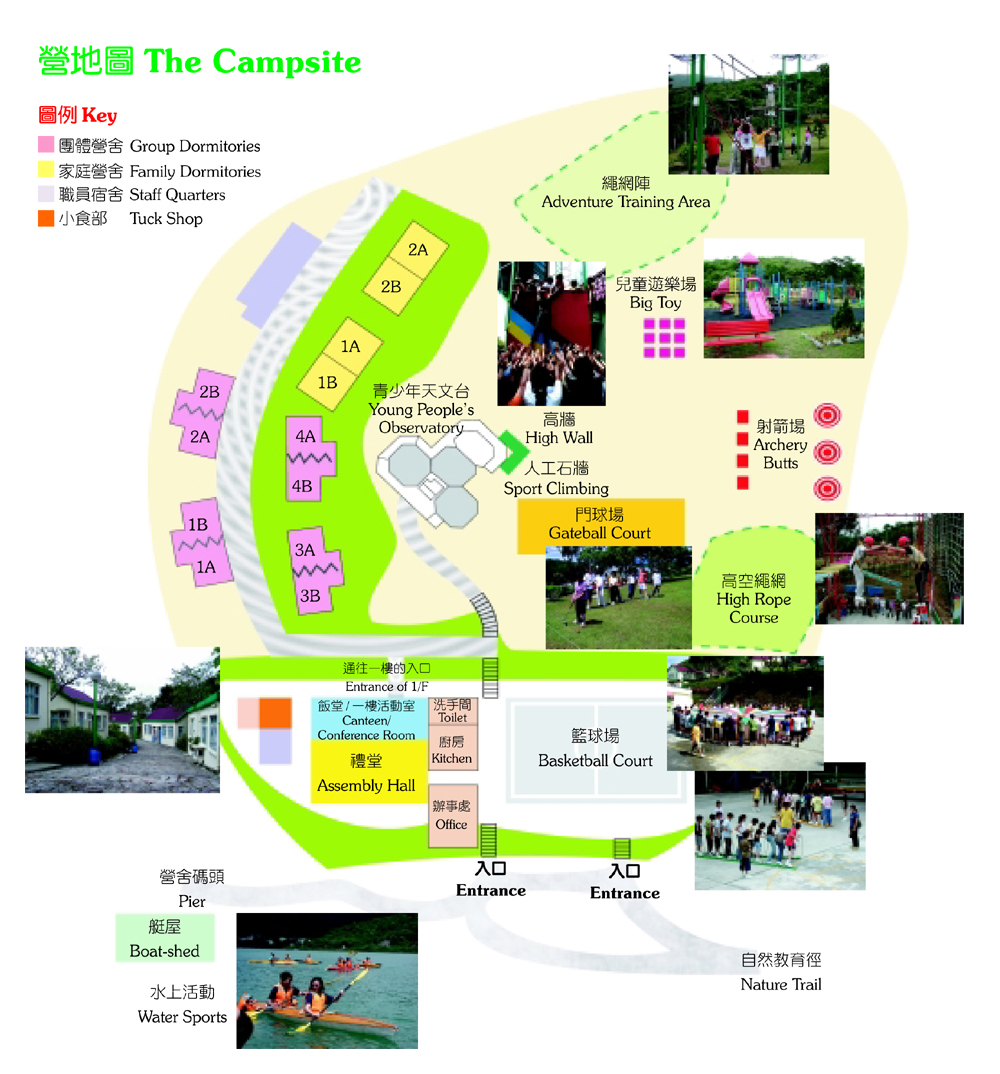 營地圖 The Campsite
圖例 Key
團體營舍 Group Dormitories
家庭營舍 Family Dormitories
職員宿舍 Staff Quarters
小食部 Tuck Shop
繩網陣
Adventure Training Area
2A
2B
兒童遊樂場
Big Toy
1A
1B
2B
2A
青少年天文台
Young People's
Observatory
高牆
High Wall
射箭場
Archery
Butts
4A
4B
人工石牆
Sport Climbing
門球場
Gateball Court
1B
1A
3A
3B
高空繩網
High Rope
Course
通往一樓的入口
Entrance of 1/F
飯堂/一樓活動室
Canteen/
Conference Room
洗手間
Toilet
廚房
Kitchen
籃球場
Basketball Court
禮堂
Assembly Hall
辦事處
Office
入口
Entrance
入口
Entrance
營舍碼頭
Pier
艇屋
Boat-shed
水上活動
Water Sports
自然教育徑
Nature Trail